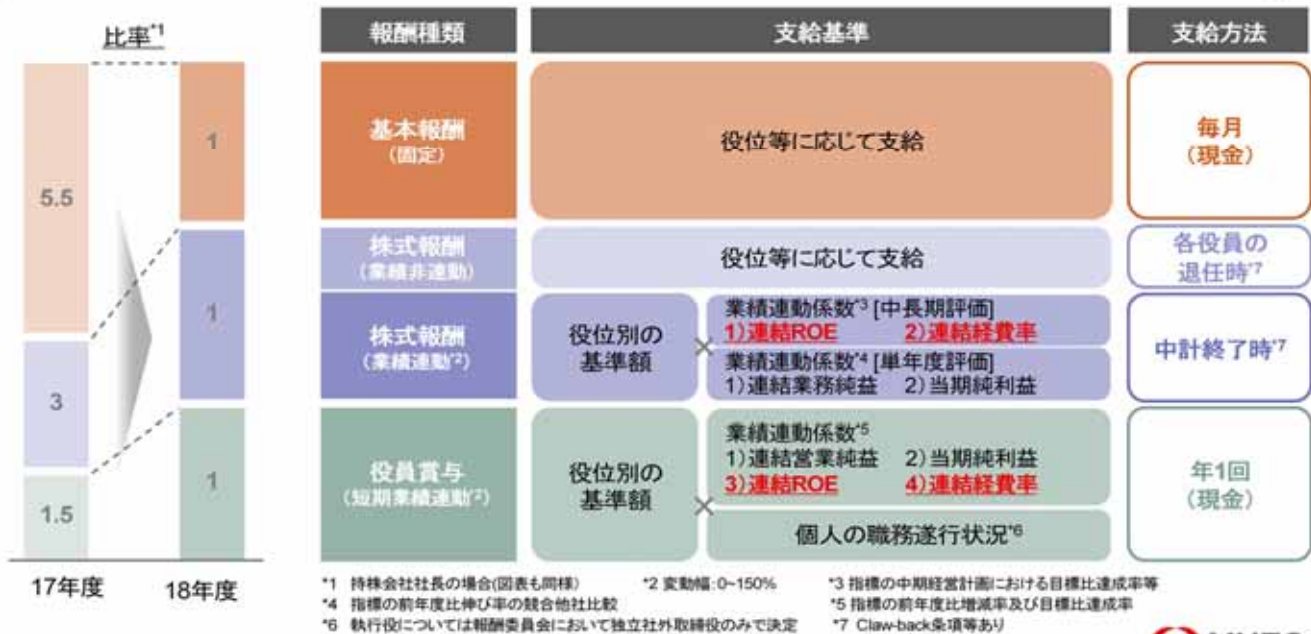 比率*1
報酬種類
支給基準
支給方法
5.5
3
1.5
17年度
1
1
1
18年度
基本報酬
(固定)
役位等に応じて支給
毎月
(現金)
株式報酬
(業績非連動)
役位等に応じて支給
各役員の
退任時*7
株式報酬
(業績連動*2)
役位別の
基準額
×
業績連動係数*3 [中長期評価]
1)連結ROE 2)連結経費率
業績連動係数*4 [単年度評価]
1)連結業務純益 2)当期純利益
中計終了時*7
役員賞与
(短期業績連動*2)
役位別の
基準額
×
業績連動係数*5
1)連結営業純益 2)当期純利益
3)連結ROE 4)連結経費率
個人の職務遂行状況*6
年1回
(現金)
*1 持株会社社長の場合(図表も同様) *2 変動幅:0~150% *3 指標の中期経営計画における目標比達成率等
*4 指標の前年度比伸び率の競合他社比較 *5 指標の前年度比増減率及び目標比達成率
*6 執行役については報酬委員会において独立社外取締役のみで決定 *7 Claw-back条項等あり